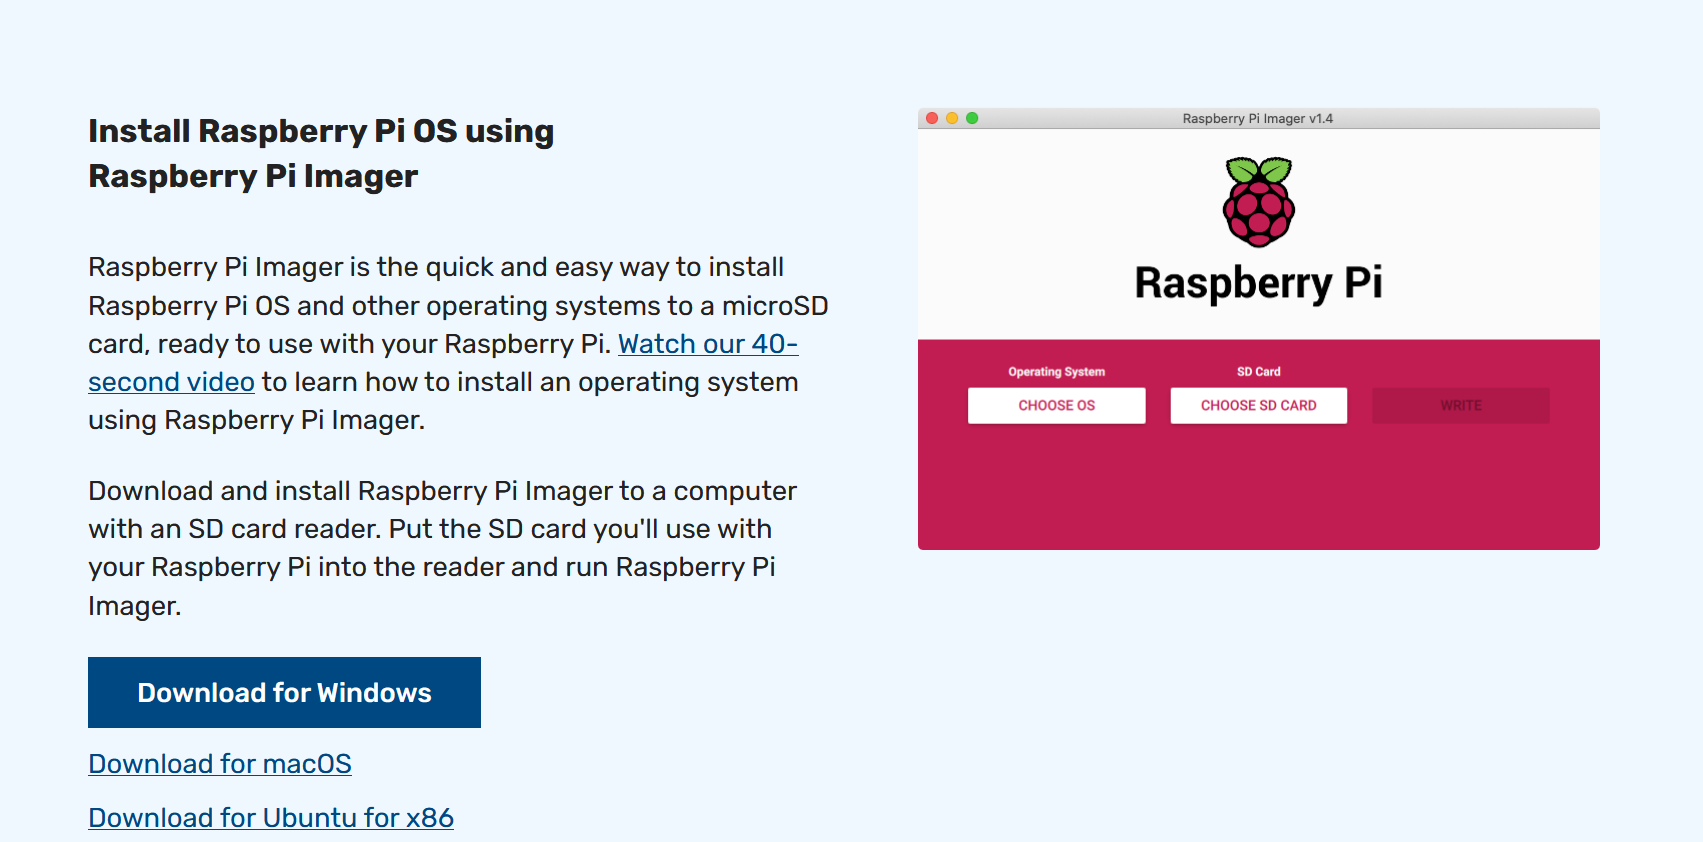 Install Raspberry Pi OS using
Raspberry Pi Imager
Raspberry Pi Imager is the quick and easy way to install
Raspberry Pi OS and other operating systems to a microSD
card, ready to use with your Raspberry Pi. Watch our 40-
second video to learn how to install an operating system
using Raspberry Pi Imager.
Download and install Raspberry Pi Imager to a computer
with an SD card reader. Put the SD card you'll use with
your Raspberry Pi into the reader and run Raspberry Pi
Imager.
Download for Windows
Download for macOS
Download for Ubuntu for x86
Raspberry Pi Imager v1.4
Raspberry Pi
Operating System
SD Card
CHOOSE OS
CHOOSE SD CARD
WRITE